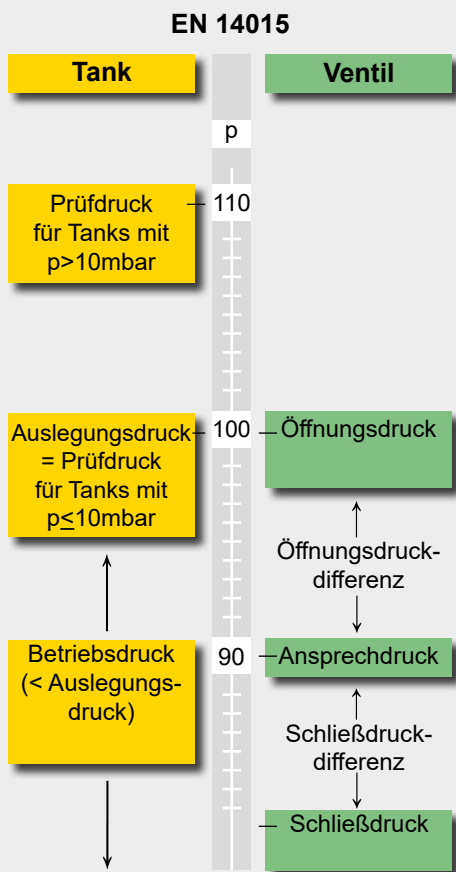 EN 14015
Tank
Ventil
p
Prüfdruck
für Tanks mit
p>10mbar
110
Auslegungsdruck
= Prüfdruck
für Tanks mit
p≤10mbar
100
Öffnungsdruck
Öffnungsdruck-
differenz
Betriebsdruck
(< Auslegungs-
druck)
90
Ansprechdruck
Schließdruck-
differenz
Schließdruck